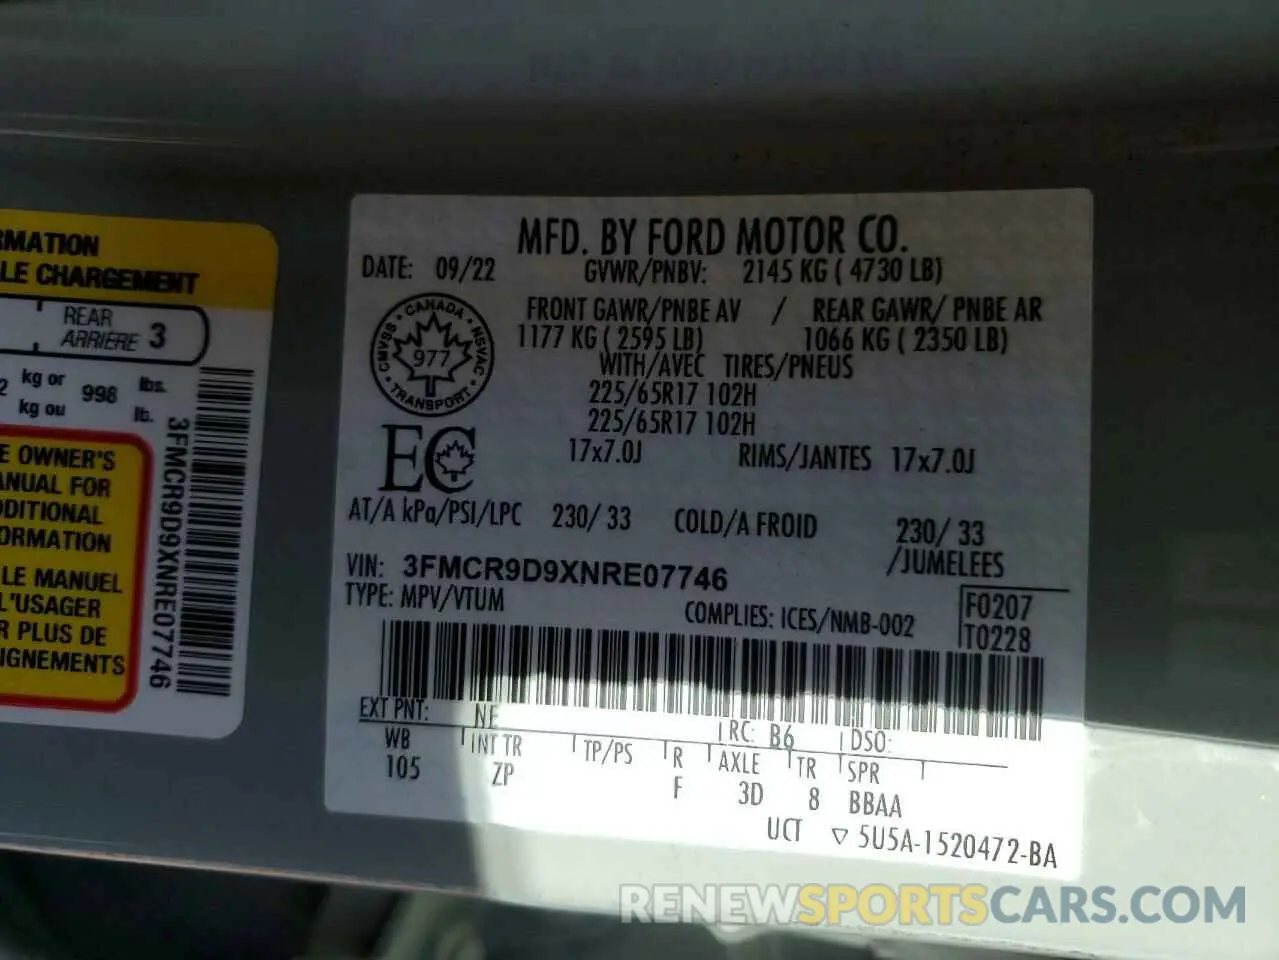 RMATION
LE CHARGEMENT
REAR
ARRIÈRE 3
2 kg or 998 lbs.
kg ou lb.
3FMCR9D9XNRE07746
E OWNER'S
ANUAL FOR
DDITIONAL
ORMATION
LE MANUEL
L'USAGER
R PLUS DE
IGNEMENTS
MFD. BY FORD MOTOR CO.
DATE: 09/22 GVWR/PNBV: 2145 KG ( 4730 LB)
FRONT GAWR/PNBE AV / REAR GAWR/ PNBE AR
1177 KG ( 2595 LB) 1066 KG ( 2350 LB)
WITH/AVEC TIRES/PNEUS
225/65R17 102H
225/65R17 102H
17x7.0J RIMS/JANTES 17x7.0J
CANADA
CMVSS NSVAC
977
TRANSPORT
EC
AT/A kPa/PSI/LPC 230/ 33 COLD/A FROID 230/ 33
/JUMELEES
VIN: 3FMCR9D9XNRE07746
TYPE: MPV/VTUM
COMPLIES: ICES/NMB-002
F0207
T0228
EXT PNT: NE RC: B6 DSO:
WB INT TR TP/PS R AXLE TR SPR
105 ZP F 3D 8 BBAA
UCT ▽ 5U5A-1520472-BA
RENEWSPORTSCARS.COM